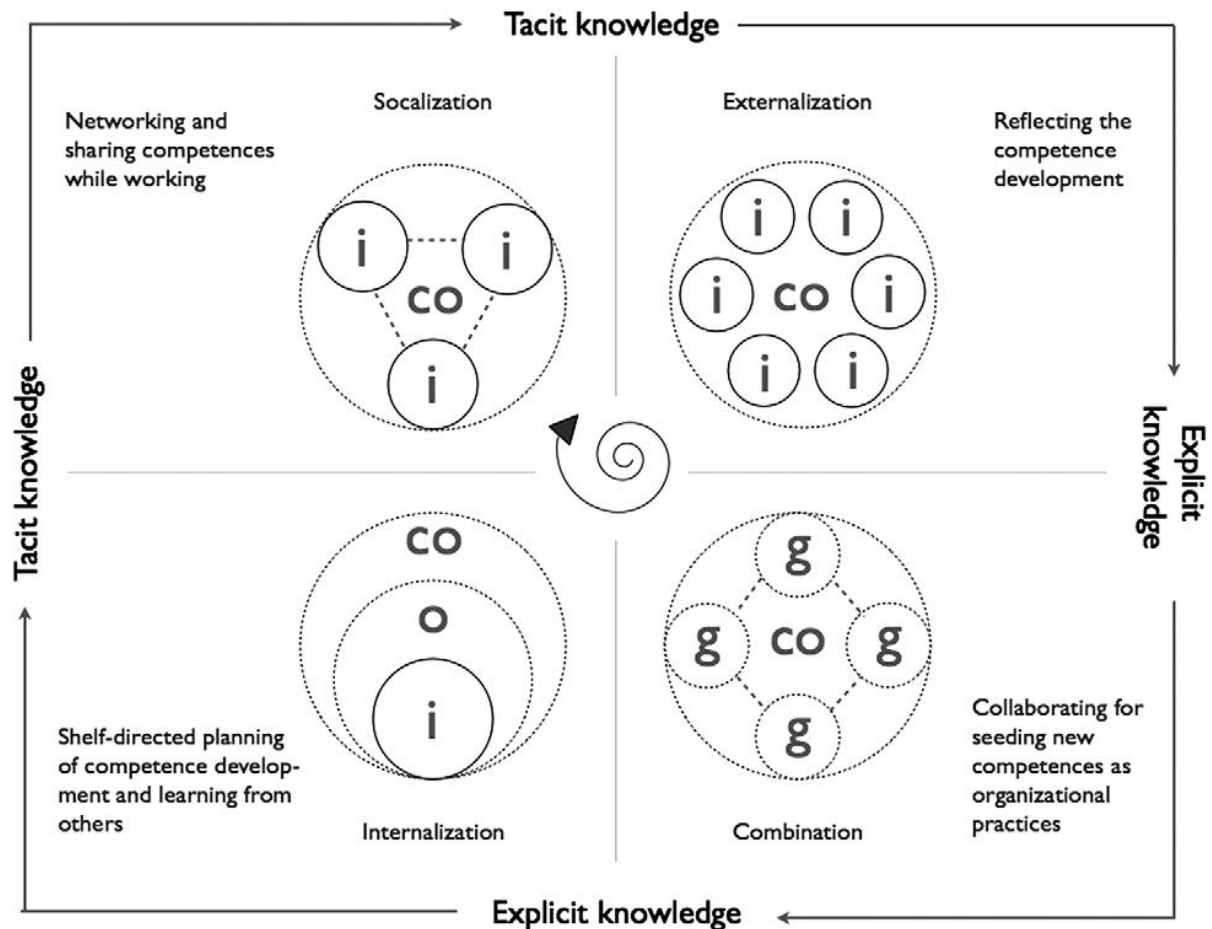 Tacit knowledge
Socalization
Externalization
Networking and
sharing competences
while working
Reflecting the
competence
development
i
i
co
i
i
i
i
co
i
i
i
Tacit knowledge
Explicit
knowledge
co
o
i
g
g
co
g
g
Shelf-directed planning
of competence develop-
ment and learning from
others
Collaborating for
seeding new
competences as
organizational
practices
Internalization
Combination
Explicit knowledge